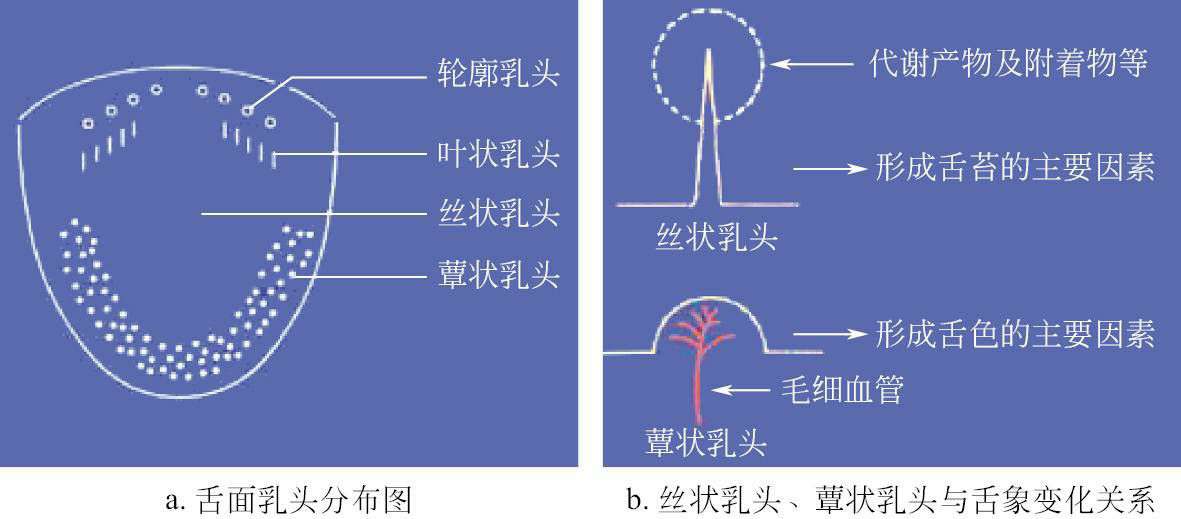 轮廓乳头
叶状乳头
丝状乳头
蕈状乳头
a. 舌面乳头分布图
代谢产物及附着物等
形成舌苔的主要因素
丝状乳头
形成舌色的主要因素
毛细血管
蕈状乳头
b. 丝状乳头、蕈状乳头与舌象变化关系